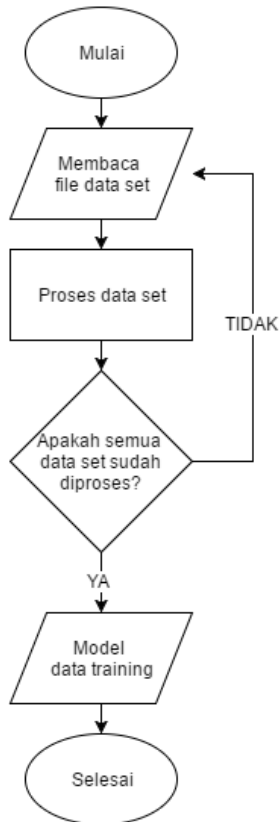 Mulai
Membaca
file data set
Proses data set
TIDAK
Apakah semua
data set sudah
diproses?
YA
Model
data training
Selesai